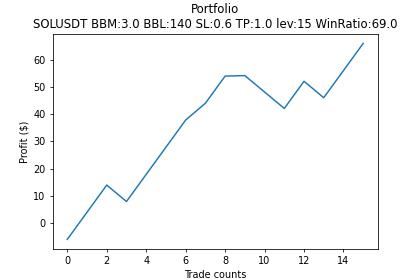 Portfolio
SOLUSDT BBM:3.0 BBL:140 SL:0.6 TP:1.0 lev:15 WinRatio:69.0
60
50
40
30
20
10
0
Profit ($)
0 2 4 6 8 10 12 14
Trade counts